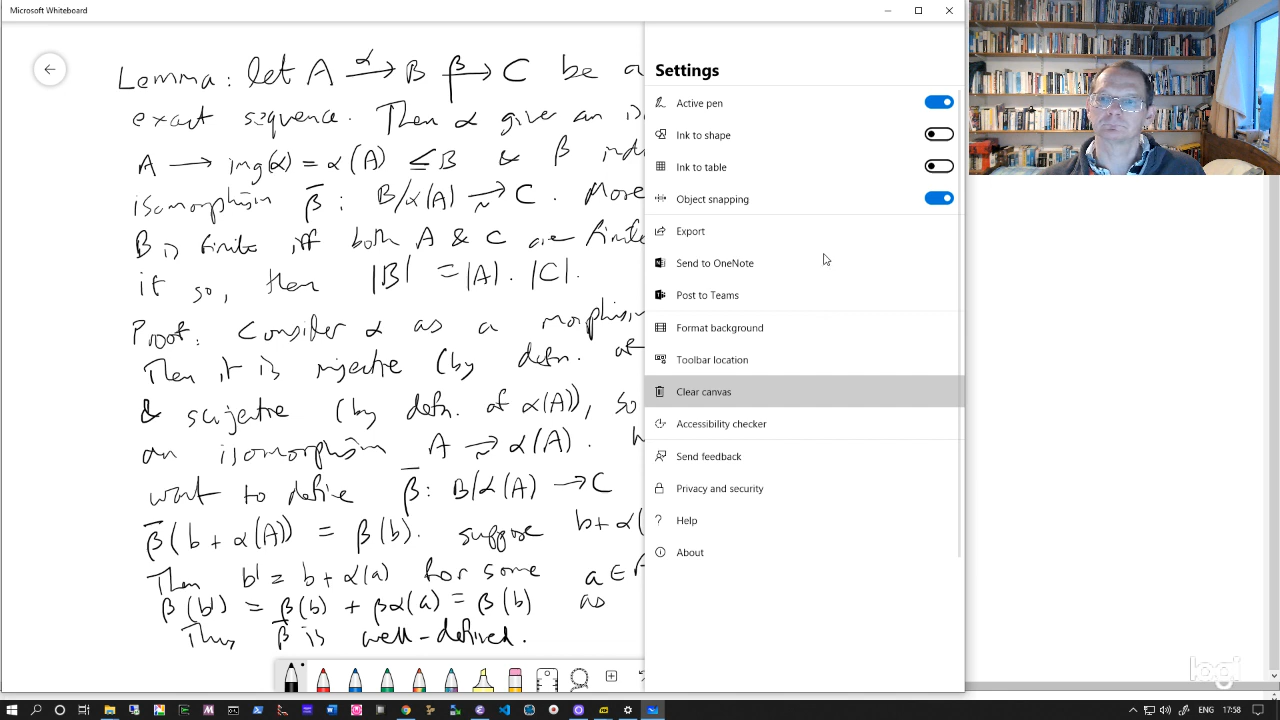 Microsoft Whiteboard
Lemma: let A α→ B β→ C be a
exact sequence. Then α give an
A → img(α) = α(A) ≤ B & β
isomorphism β̄ : B/α(A) →~ C. More
B is finite iff both A & C are finite
if so, then |B| = |A|. |C|.
Proof: Consider α as a morphism
Then it is injective (by defn. of
& surjective (by defn. of α(A)), so
an isomorphism A →~ α(A).
want to define β̄ : B/α(A) → C
β̄(b + α(A)) = β(b). suppose b + α(
Then b' = b + α(a) for some a ∈ A
β(b') = β(b) + βα(a) = β(b) as
Thus β̄ is well-defined.
Settings
Active pen
Ink to shape
Ink to table
Object snapping
Export
Send to OneNote
Post to Teams
Format background
Toolbar location
Clear canvas
Accessibility checker
Send feedback
Privacy and security
Help
About
logi
ENG 17:58